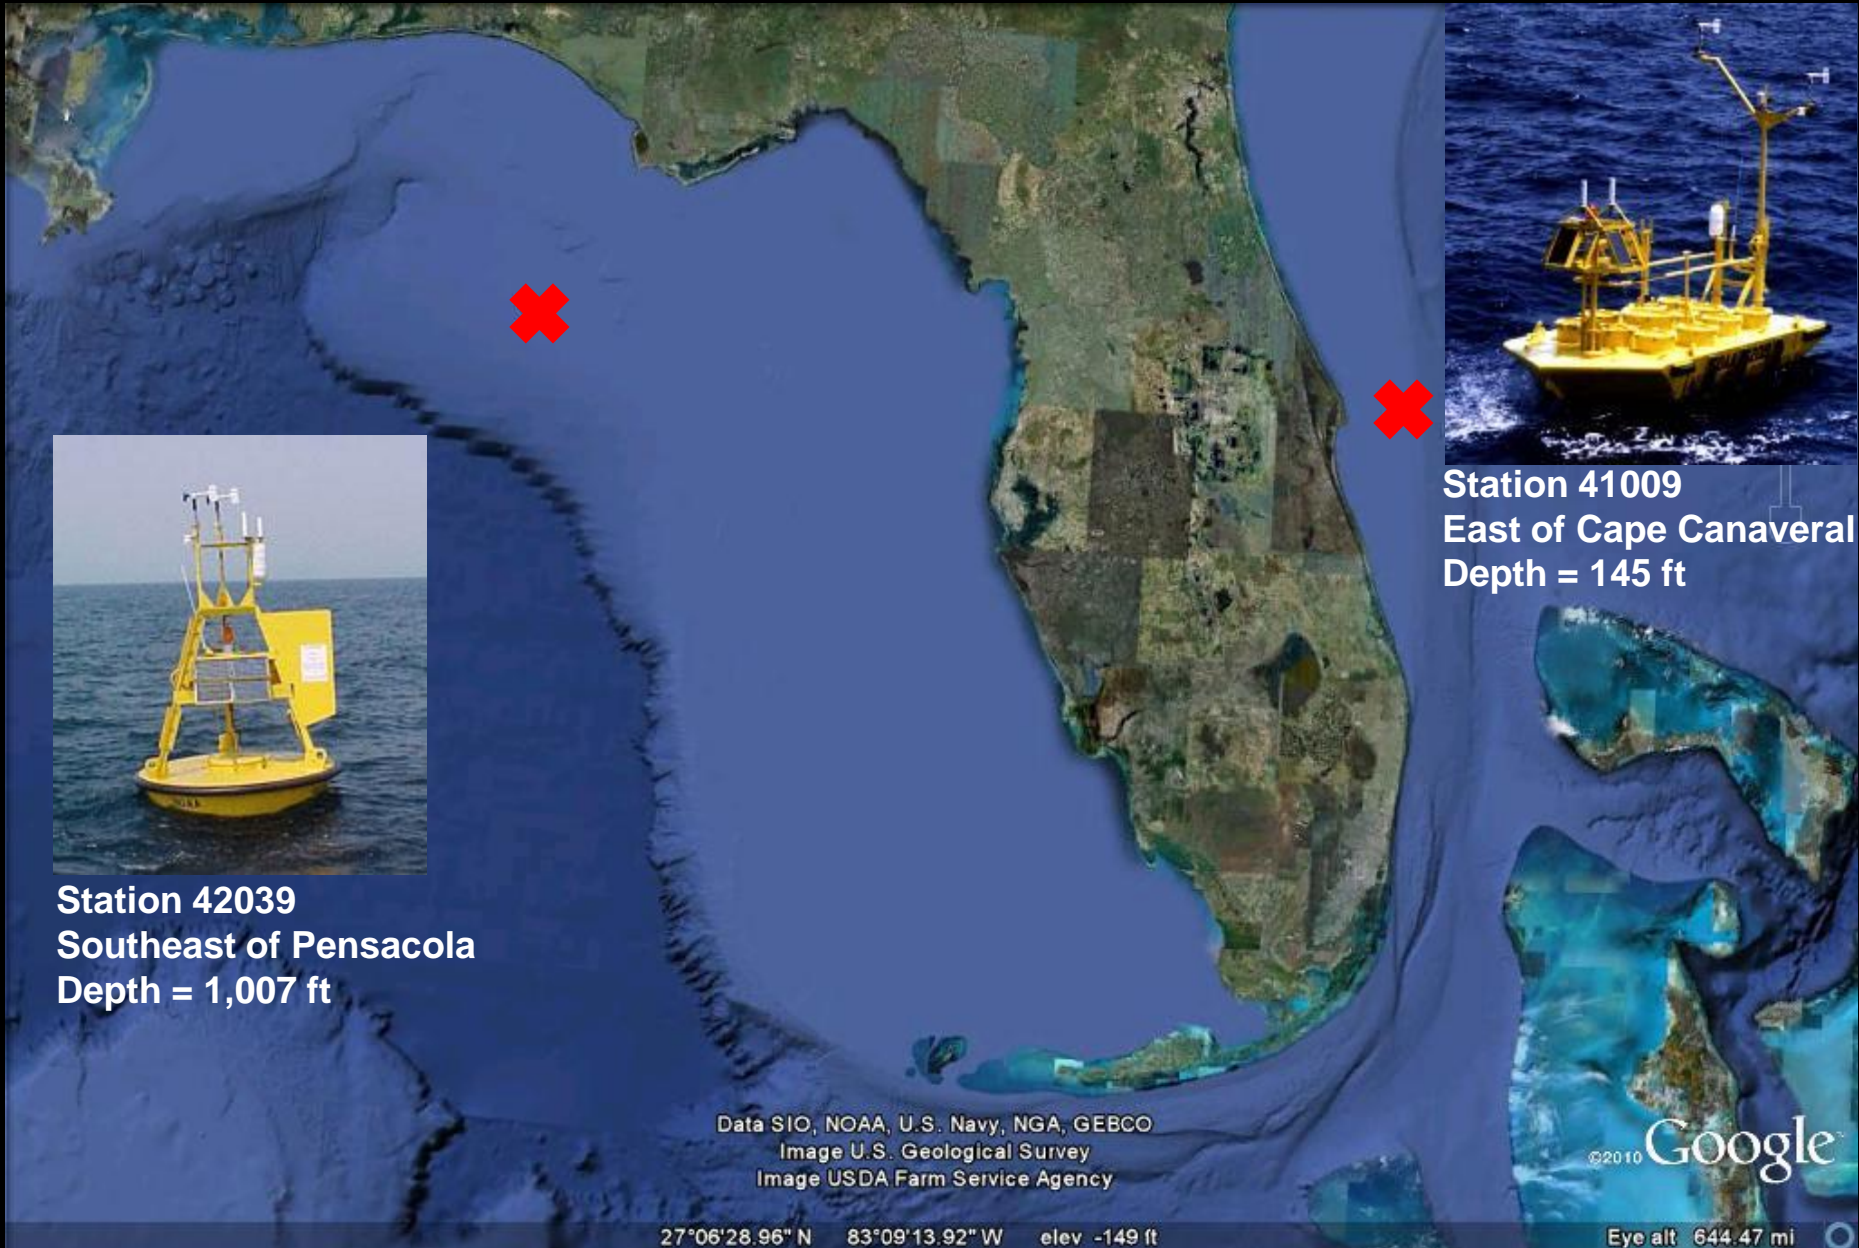 Station 41009
East of Cape Canaveral
Depth = 145 ft
Station 42039
Southeast of Pensacola
Depth = 1,007 ft
Data SIO, NOAA, U.S. Navy, NGA, GEBCO
Image U.S. Geological Survey
Image USDA Farm Service Agency
©2010 Google
27°06'28.96" N 83°09'13.92" W elev -149 ft
Eye alt 644.47 mi